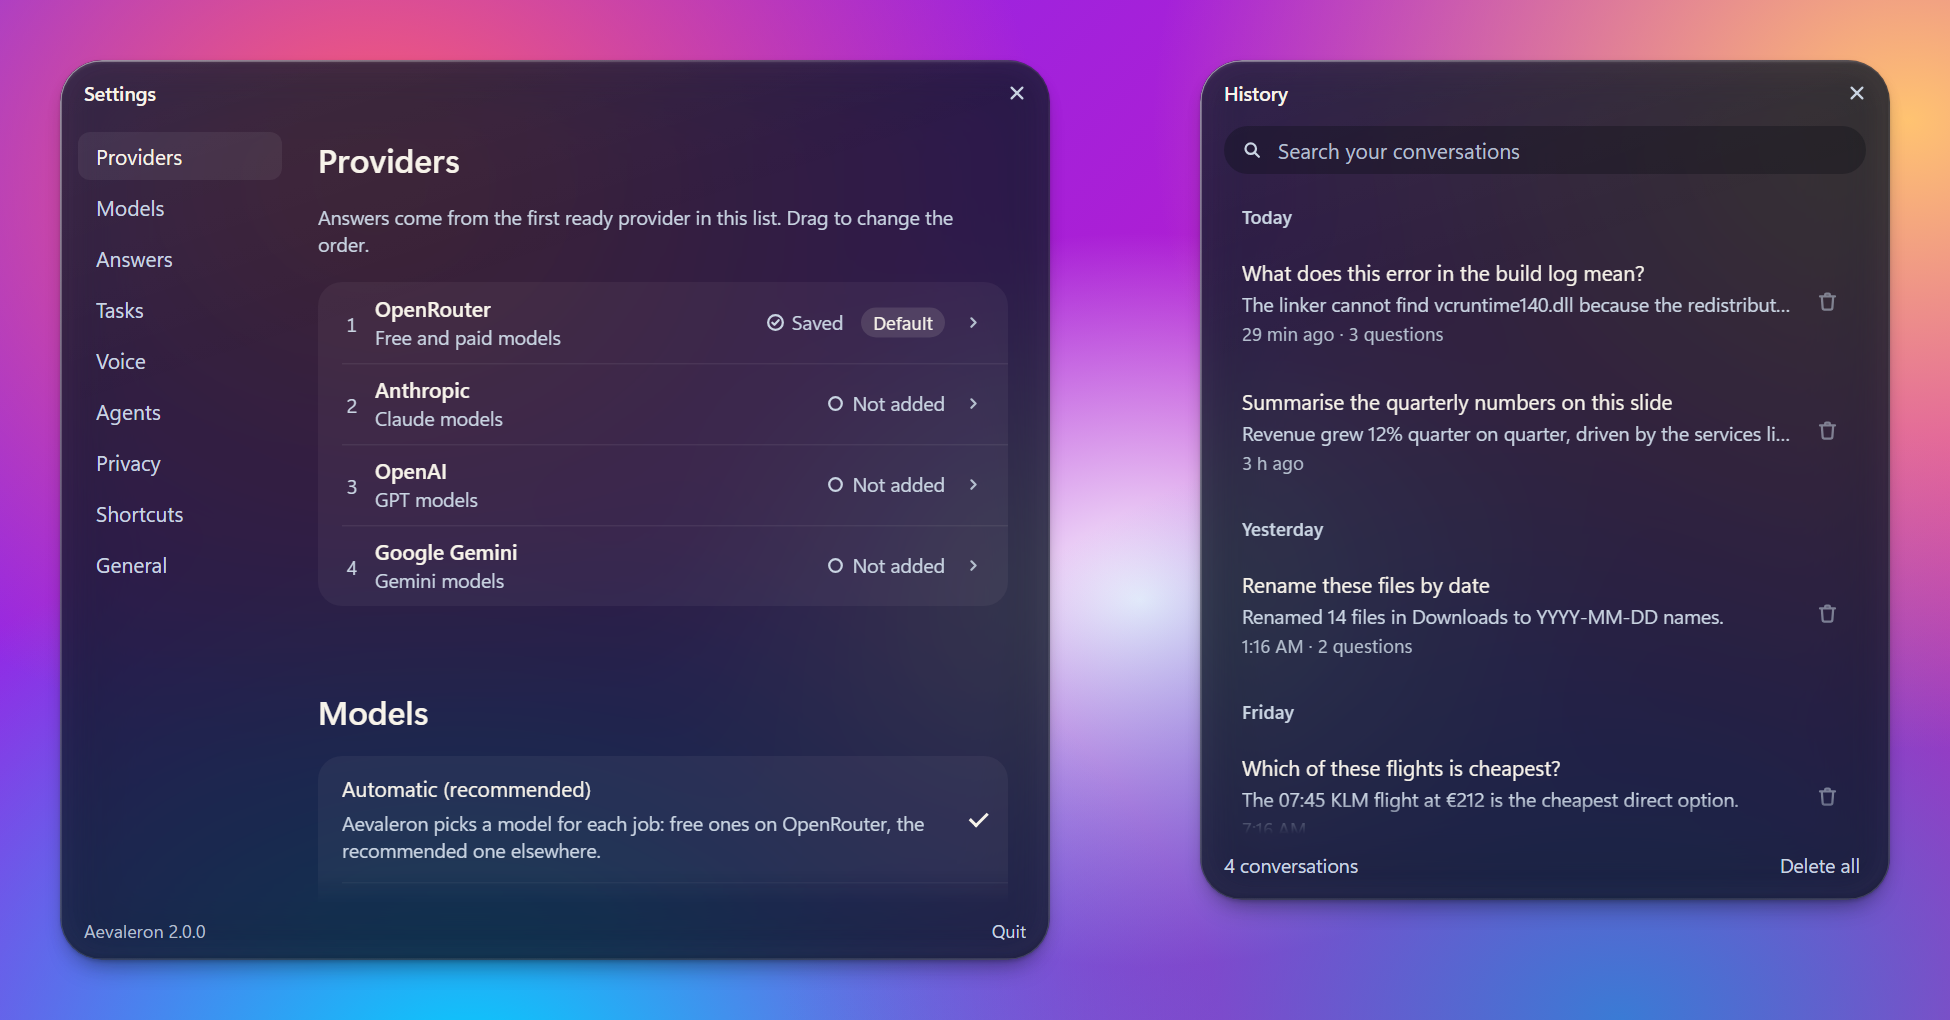 Settings
Providers
Models
Answers
Tasks
Voice
Agents
Privacy
Shortcuts
General
Providers
Answers come from the first ready provider in this list. Drag to change the
order.
1
OpenRouter
Free and paid models
Saved
Default
2
Anthropic
Claude models
Not added
3
OpenAI
GPT models
Not added
4
Google Gemini
Gemini models
Not added
Models
Automatic (recommended)
Aevaleron picks a model for each job: free ones on OpenRouter, the
recommended one elsewhere.
Aevaleron 2.0.0
Quit
History
Search your conversations
Today
What does this error in the build log mean?
The linker cannot find vcruntime140.dll because the redistribut...
29 min ago · 3 questions
Summarise the quarterly numbers on this slide
Revenue grew 12% quarter on quarter, driven by the services li...
3 h ago
Yesterday
Rename these files by date
Renamed 14 files in Downloads to YYYY-MM-DD names.
1:16 AM · 2 questions
Friday
Which of these flights is cheapest?
The 07:45 KLM flight at €212 is the cheapest direct option.
7:16 AM
4 conversations
Delete all